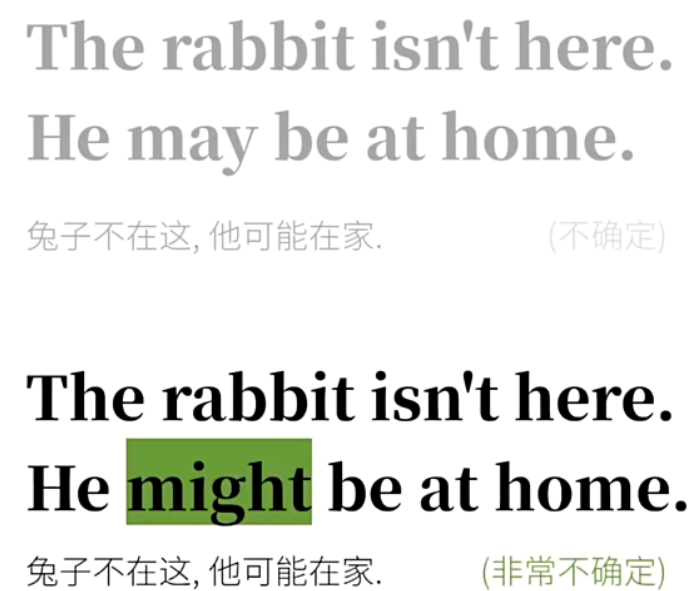 The rabbit isn't here.
He may be at home.
兔子不在这, 他可能在家. (不确定)
The rabbit isn't here.
He might be at home.
兔子不在这, 他可能在家. (非常不确定)